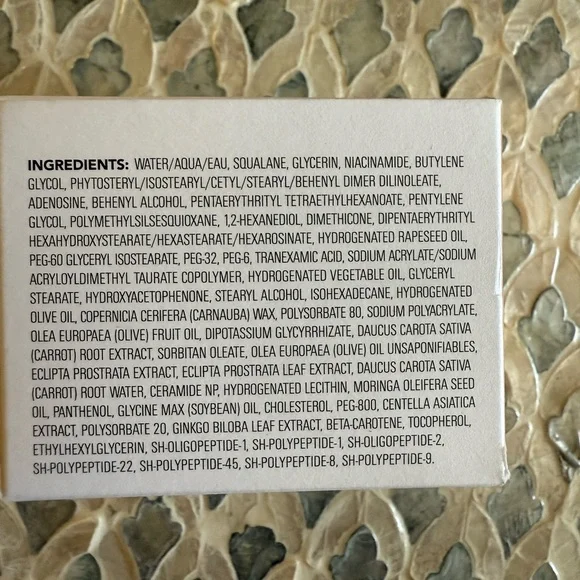 INGREDIENTS: WATER/AQUA/EAU, SQUALANE, GLYCERIN, NIACINAMIDE, BUTYLENE
GLYCOL, PHYTOSTERYL/ISOSTEARYL/CETYL/STEARYL/BEHENYL DIMER DILINOLEATE,
ADENOSINE, BEHENYL ALCOHOL, PENTAERYTHRITYL TETRAETHYLHEXANOATE, PENTYLENE
GLYCOL, POLYMETHYLSILSESQUIOXANE, 1,2-HEXANEDIOL, DIMETHICONE, DIPENTAERYTHRITYL
HEXAHYDROXYSTEARATE/HEXASTEARATE/HEXAROSINATE, HYDROGENATED RAPESEED OIL,
PEG-60 GLYCERYL ISOSTEARATE, PEG-32, PEG-6, TRANEXAMIC ACID, SODIUM ACRYLATE/SODIUM
ACRYLOYLDIMETHYL TAURATE COPOLYMER, HYDROGENATED VEGETABLE OIL, GLYCERYL
STEARATE, HYDROXYACETOPHENONE, STEARYL ALCOHOL, ISOHEXADECANE, HYDROGENATED
OLIVE OIL, COPERNICIA CERIFERA (CARNAUBA) WAX, POLYSORBATE 80, SODIUM POLYACRYLATE,
OLEA EUROPAEA (OLIVE) FRUIT OIL, DIPOTASSIUM GLYCYRRHIZATE, DAUCUS CAROTA SATIVA
(CARROT) ROOT EXTRACT, SORBITAN OLEATE, OLEA EUROPAEA (OLIVE) OIL UNSAPONIFIABLES,
ECLIPTA PROSTRATA EXTRACT, ECLIPTA PROSTRATA LEAF EXTRACT, DAUCUS CAROTA SATIVA
(CARROT) ROOT WATER, CERAMIDE NP, HYDROGENATED LECITHIN, MORINGA OLEIFERA SEED
OIL, PANTHENOL, GLYCINE MAX (SOYBEAN) OIL, CHOLESTEROL, PEG-800, CENTELLA ASIATICA
EXTRACT, POLYSORBATE 20, GINKGO BILOBA LEAF EXTRACT, BETA-CAROTENE, TOCOPHEROL,
ETHYLHEXYLGLYCERIN, SH-OLIGOPEPTIDE-1, SH-POLYPEPTIDE-1, SH-OLIGOPEPTIDE-2,
SH-POLYPEPTIDE-22, SH-POLYPEPTIDE-45, SH-POLYPEPTIDE-8, SH-POLYPEPTIDE-9.